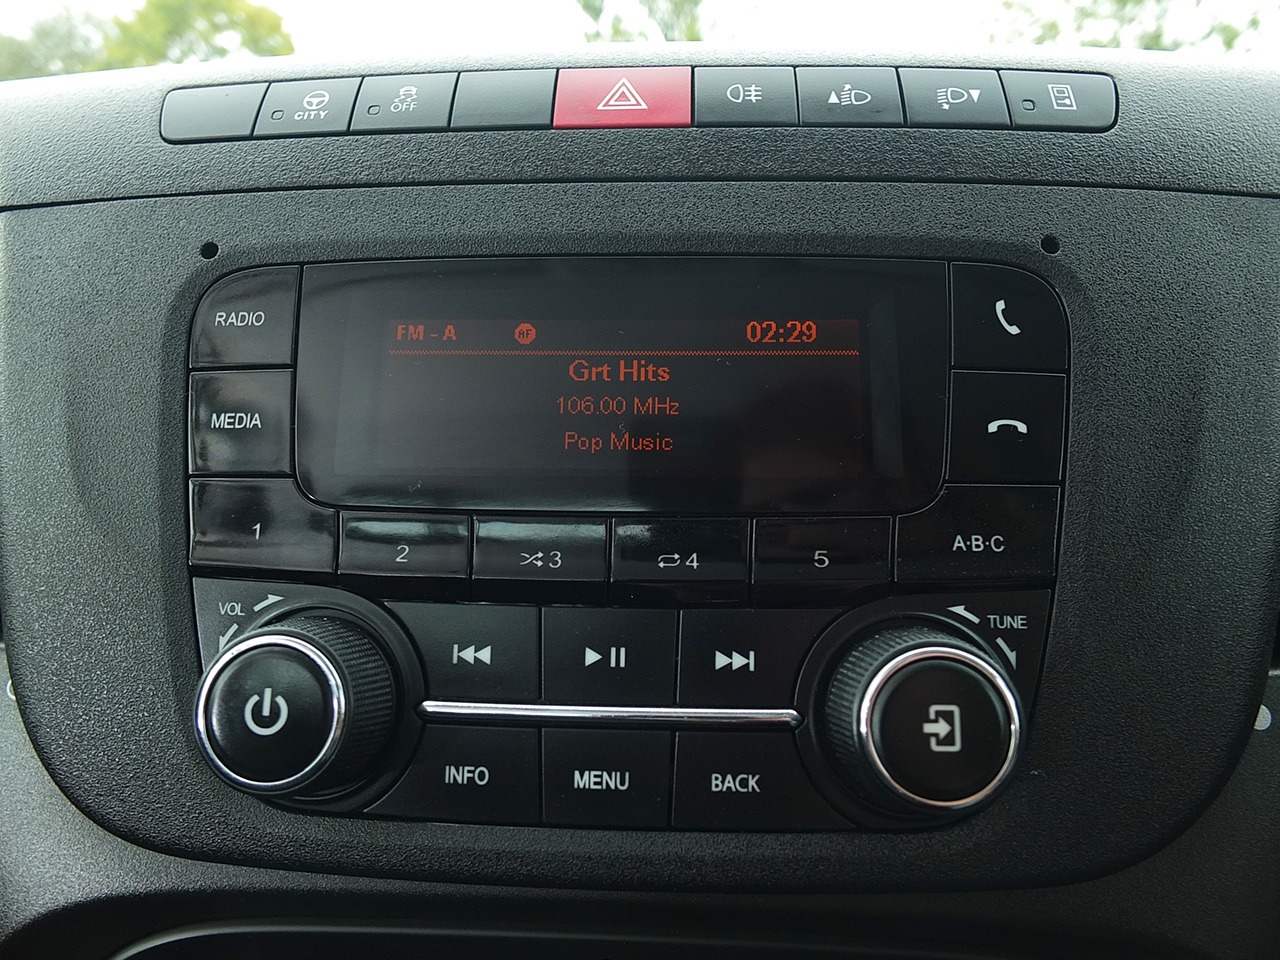 CITY
OFF
RADIO
FM - A AF 02:29
Grt Hits
106.00 MHz
Pop Music
MEDIA
1
2
3
4
5
A·B·C
VOL
TUNE
INFO
MENU
BACK